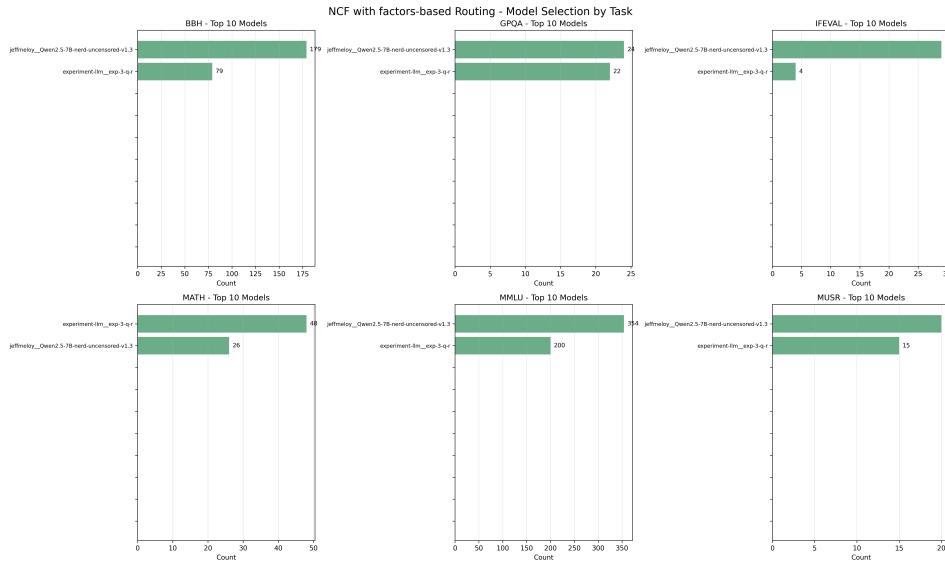 NCF with factors-based Routing - Model Selection by Task
BBH - Top 10 Models
jeffmeloy__Qwen2.5-7B-nerd-uncensored-v1.3
179
experiment-llm__exp-3-q-r
79
0 25 50 75 100 125 150 175
Count
GPQA - Top 10 Models
jeffmeloy__Qwen2.5-7B-nerd-uncensored-v1.3
24
experiment-llm__exp-3-q-r
22
0 5 10 15 20 25
Count
IFEVAL - Top 10 Models
jeffmeloy__Qwen2.5-7B-nerd-uncensored-v1.3
experiment-llm__exp-3-q-r
4
0 5 10 15 20 25
Count
MATH - Top 10 Models
experiment-llm__exp-3-q-r
48
jeffmeloy__Qwen2.5-7B-nerd-uncensored-v1.3
26
0 10 20 30 40 50
Count
MMLU - Top 10 Models
jeffmeloy__Qwen2.5-7B-nerd-uncensored-v1.3
354
experiment-llm__exp-3-q-r
200
0 50 100 150 200 250 300 350
Count
MUSR - Top 10 Models
jeffmeloy__Qwen2.5-7B-nerd-uncensored-v1.3
experiment-llm__exp-3-q-r
15
0 5 10 15 20
Count